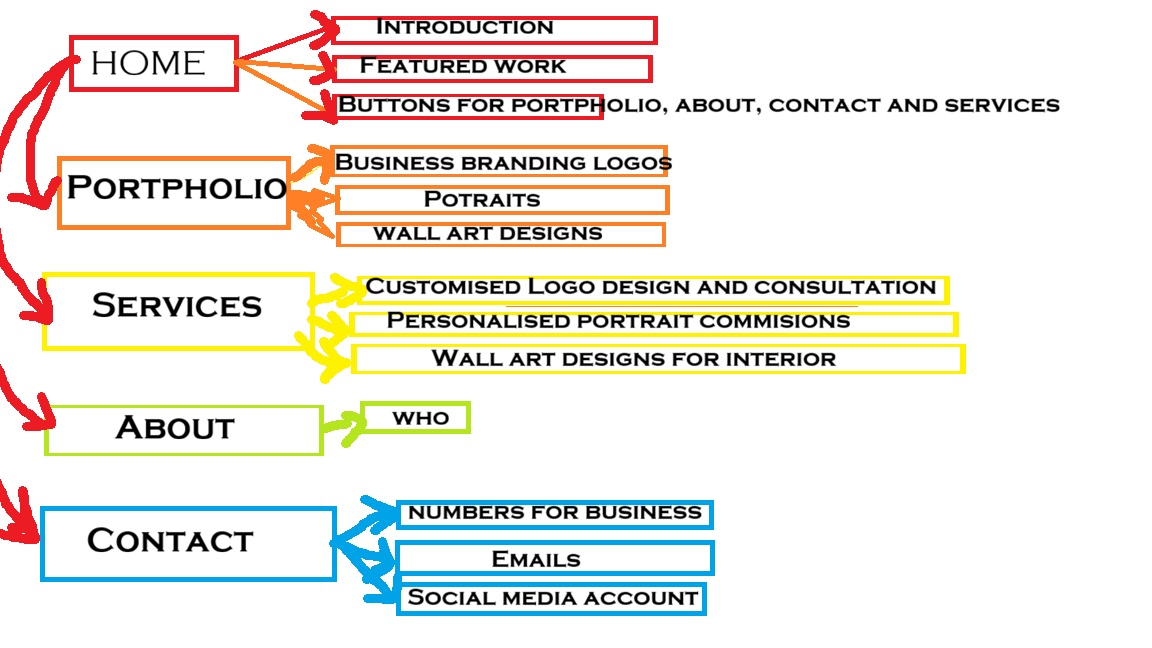 HOME
INTRODUCTION
FEATURED WORK
BUTTONS FOR PORTPHOLIO, ABOUT, CONTACT AND SERVICES
PORTPHOLIO
BUSINESS BRANDING LOGOS
POTRAITS
WALL ART DESIGNS
SERVICES
CUSTOMISED LOGO DESIGN AND CONSULTATION
PERSONALISED PORTRAIT COMMISIONS
WALL ART DESIGNS FOR INTERIOR
ABOUT
WHO
CONTACT
NUMBERS FOR BUSINESS
EMAILS
SOCIAL MEDIA ACCOUNT